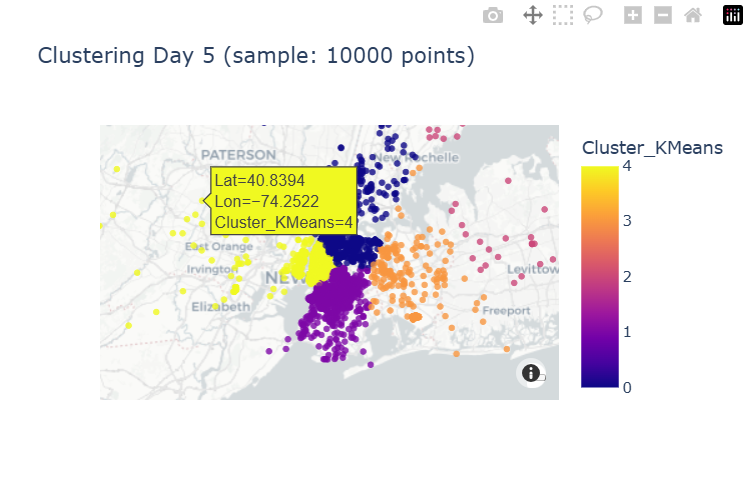 Clustering Day 5 (sample: 10000 points)
Cluster_KMeans
PATERSON
New Rochelle
4
Lat=40.8394
Lon=−74.2522
Cluster_KMeans=4
3
East Orange
Irvington
NEW
2
Levittow
Elizabeth
Freeport
1
0